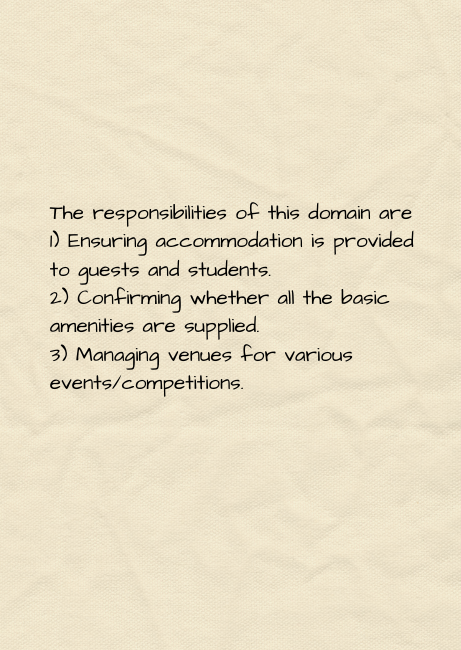 The responsibilities of this domain are
1) Ensuring accommodation is provided
to guests and students.
2) Confirming whether all the basic
amenities are supplied.
3) Managing venues for various
events/competitions.